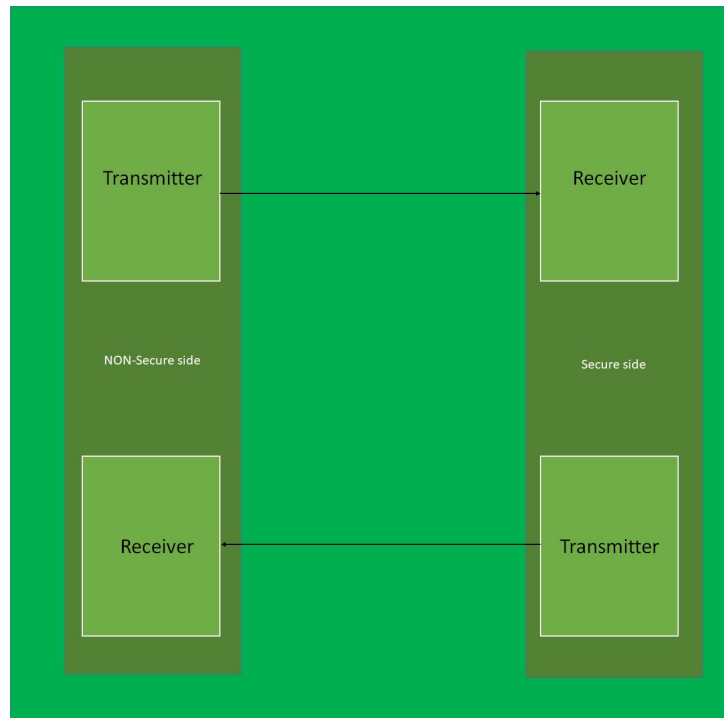 Transmitter
Receiver
NON-Secure side
Secure side
Receiver
Transmitter